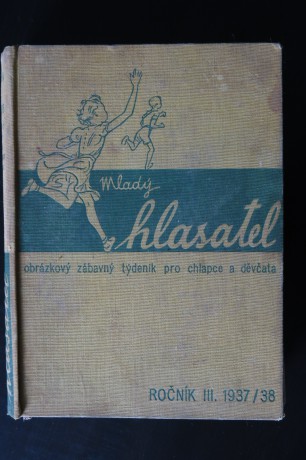 Mladý
hlasatel
obrázkový zábavný týdeník pro chlapce a děvčata
ROČNÍK III. 1937/38